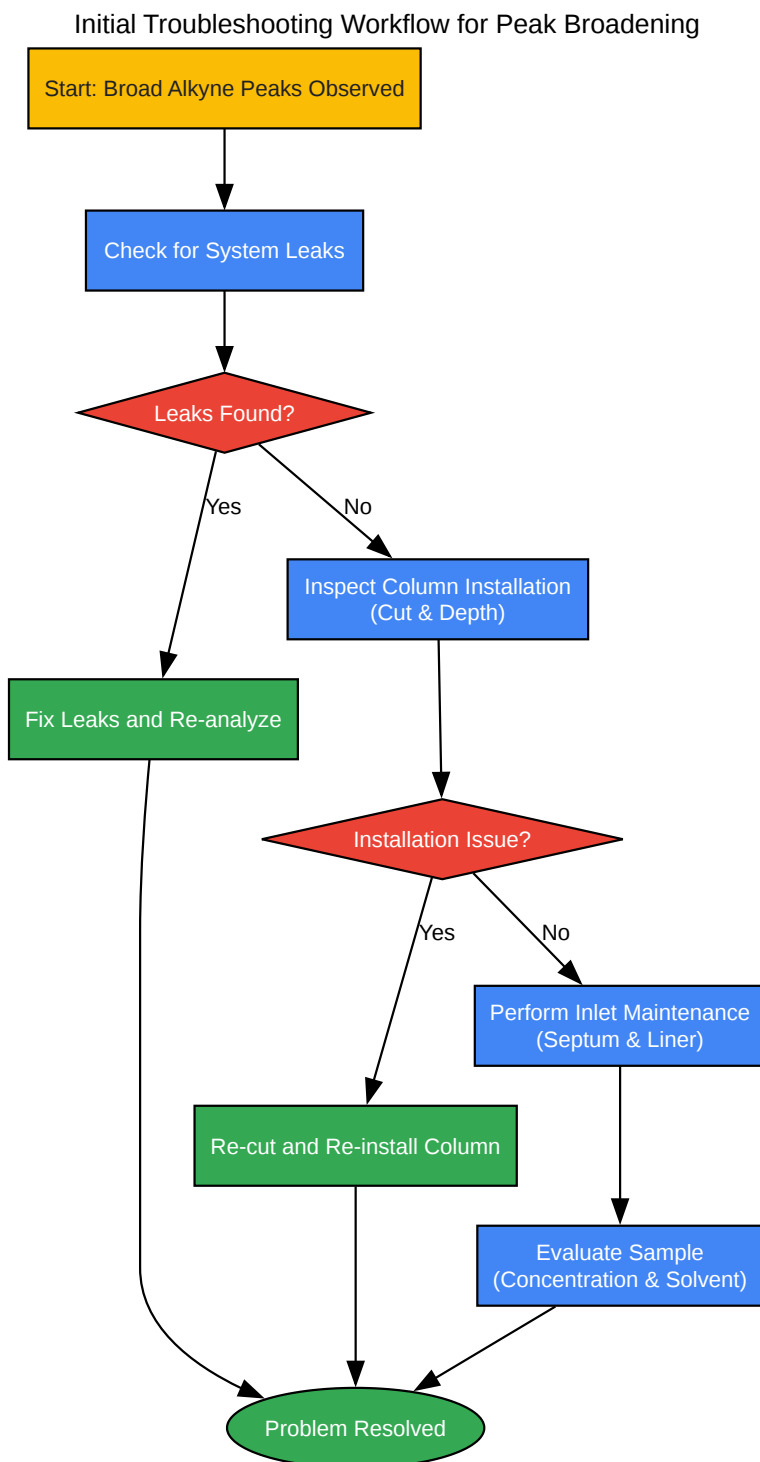 Initial Troubleshooting Workflow for Peak Broadening
Start: Broad Alkyne Peaks Observed
Check for System Leaks
Leaks Found?
Yes
No
Inspect Column Installation
(Cut & Depth)
Fix Leaks and Re-analyze
Installation Issue?
Yes
No
Perform Inlet Maintenance
(Septum & Liner)
Re-cut and Re-install Column
Evaluate Sample
(Concentration & Solvent)
Problem Resolved